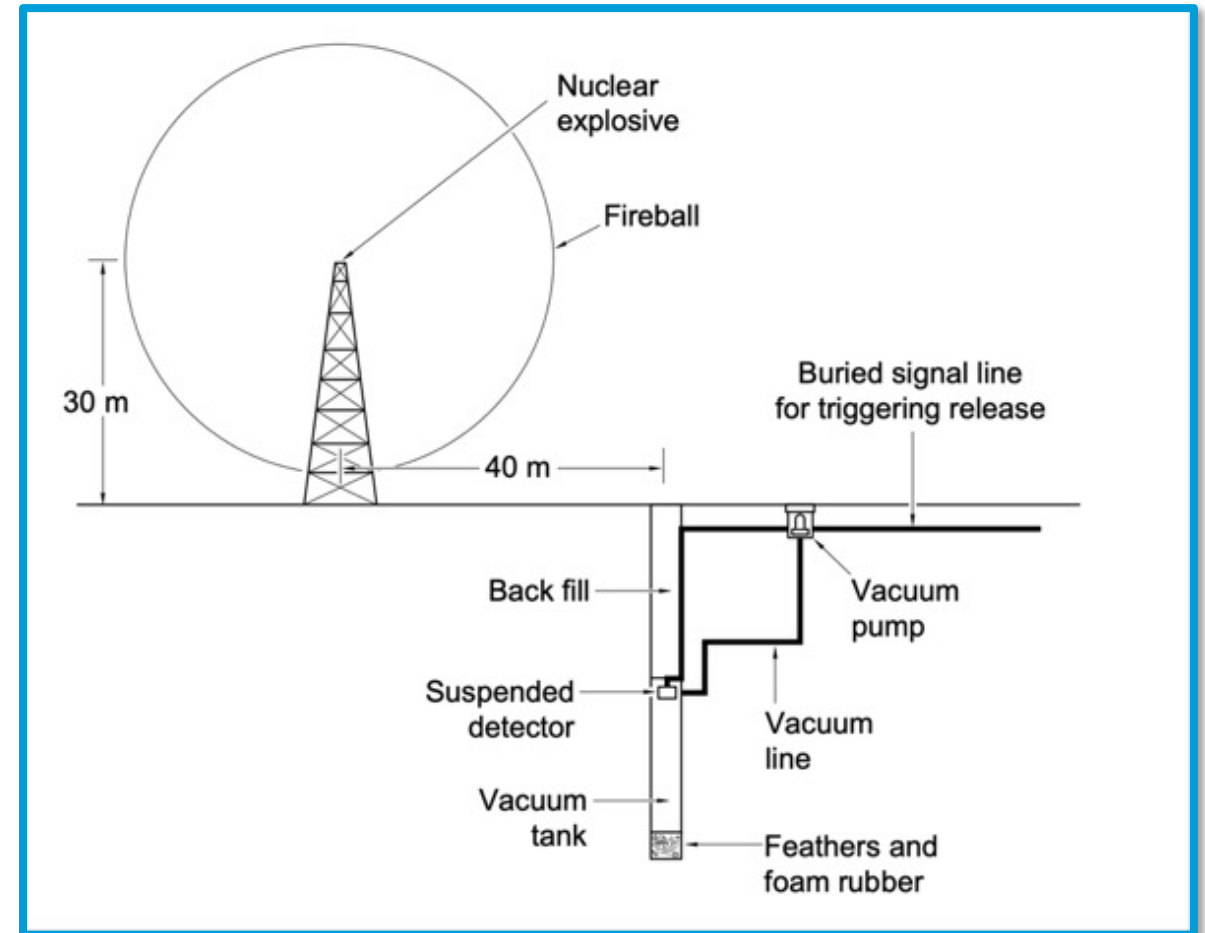 Nuclear
explosive
Fireball
30 m
40 m
Buried signal line
for triggering release
Back fill
Vacuum
pump
Suspended
detector
Vacuum
line
Vacuum
tank
Feathers and
foam rubber